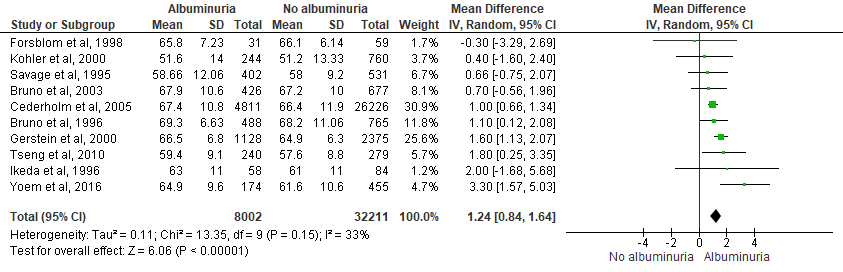 Albuminuria No albuminuria Mean Difference Mean Difference
Study or Subgroup Mean SD Total Mean SD Total Weight IV, Random, 95% CI IV, Random, 95% CI
Forsblom et al, 1998 65.8 7.23 31 66.1 6.14 59 1.7% -0.30 [-3.29, 2.69]
Kohler et al, 2000 51.6 14 244 51.2 13.33 760 3.7% 0.40 [-1.60, 2.40]
Savage et al, 1995 58.66 12.06 402 58 9.2 531 6.8% 0.66 [-0.75, 2.07]
Bruno et al, 2003 67.9 10.6 426 67.2 10 677 8.2% 0.70 [-0.56, 1.96]
Cederholm et al, 2005 67.4 10.8 4811 66.4 11.9 26226 30.9% 1.00 [0.66, 1.34]
Bruno et al, 1996 69.3 6.63 488 68.2 11.06 765 11.8% 1.10 [0.12, 2.08]
Gerstein et al, 2000 66.5 6.8 1128 64.9 6.3 2375 25.6% 1.60 [1.13, 2.07]
Tseng et al, 2010 59.4 9.1 240 57.6 8.8 279 5.8% 1.80 [0.25, 3.35]
Ikeda et al, 1996 63 11 58 61 11 84 1.1% 2.00 [-1.68, 5.68]
Yoem et al, 2016 64.9 9.6 174 61.6 10.6 455 4.9% 3.30 [1.57, 5.03]
Total (95% CI) 8002 32211 100.0% 1.24 [0.84, 1.64]
Heterogeneity: Tau² = 0.11; Chi² = 13.35, df = 9 (P = 0.15); I² = 33%
Test for overall effect: Z = 6.06 (P < 0.00001)
-4 -2 0 2 4
No albuminuria Albuminuria